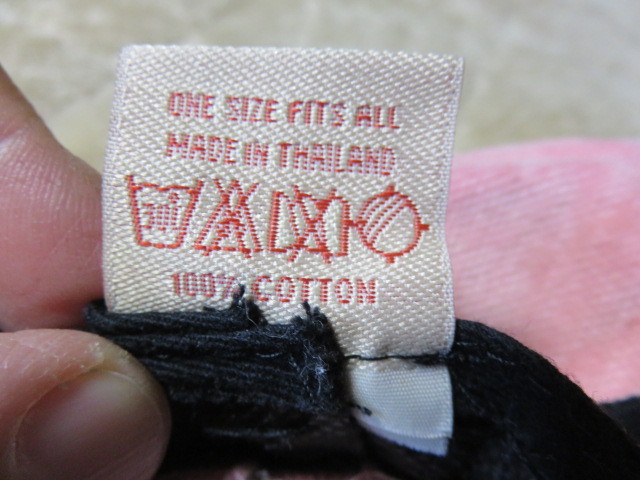 ONE SIZE FITS ALL
MADE IN THAILAND
100% COTTON